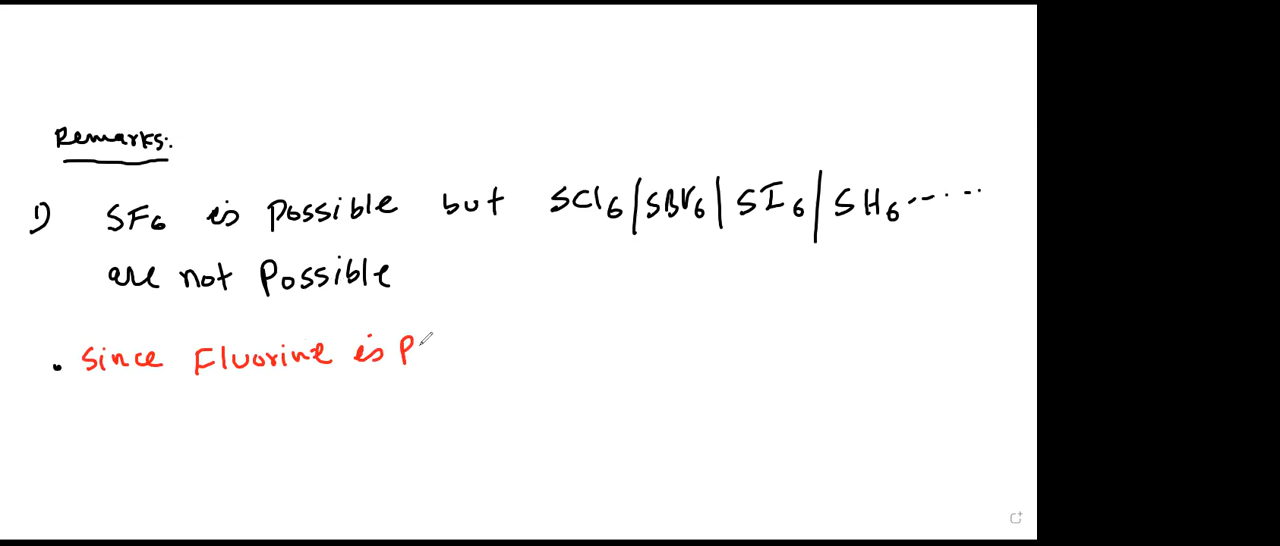 Remarks:.
1) SF6 is possible but SCl6/SBr6|SI6/SH6.......
are not possible
. Since Fluorine is p